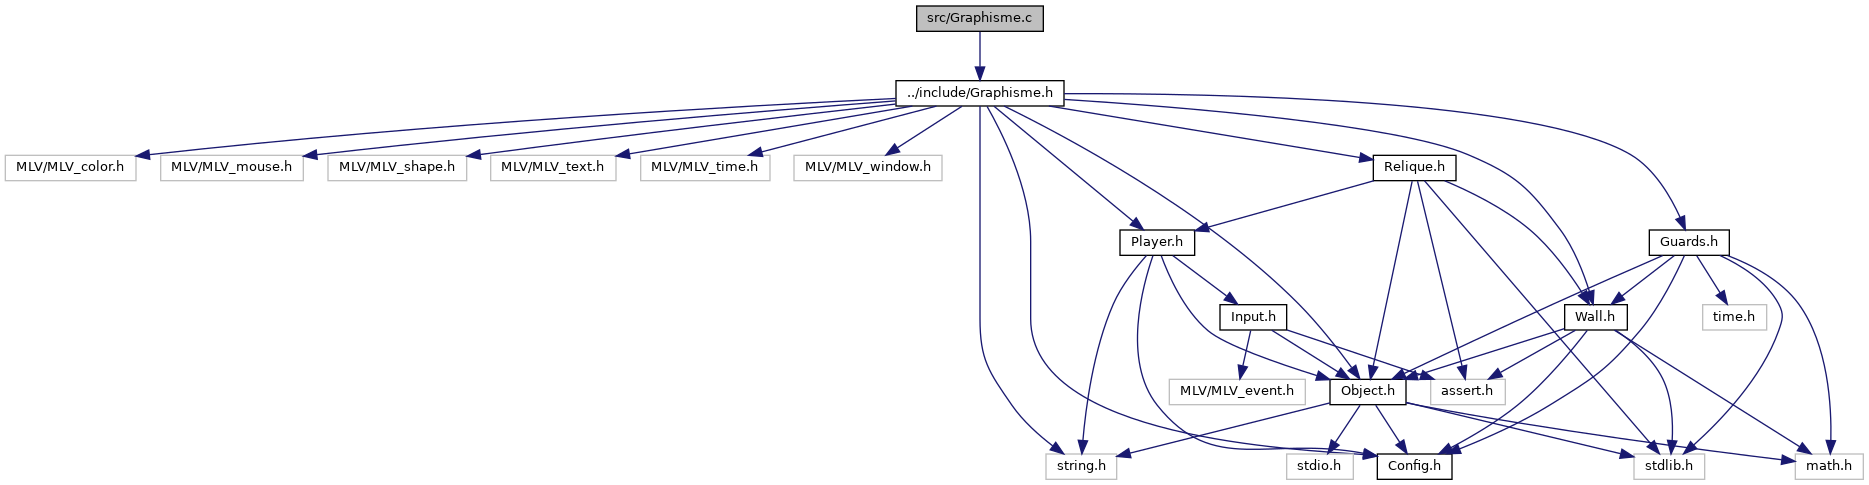 src/Graphisme.c
../include/Graphisme.h
MLV/MLV_color.h
MLV/MLV_mouse.h
MLV/MLV_shape.h
MLV/MLV_text.h
MLV/MLV_time.h
MLV/MLV_window.h
Relique.h
Player.h
Guards.h
Input.h
Wall.h
time.h
MLV/MLV_event.h
Object.h
assert.h
string.h
stdio.h
Config.h
stdlib.h
math.h